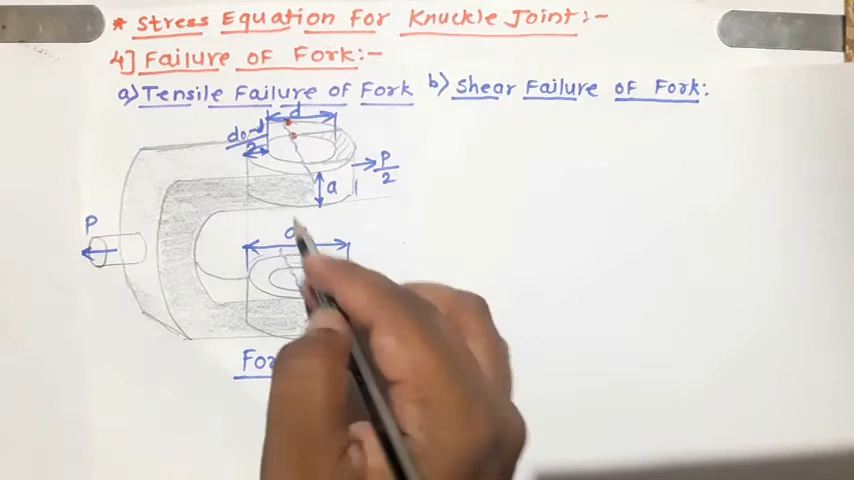 * Stress Equation For Knuckle Joint:-
4] Failure of Fork:-
a) Tensile Failure of Fork b) Shear Failure of Fork:
d
do-d
2
P
2
a
P
d
For